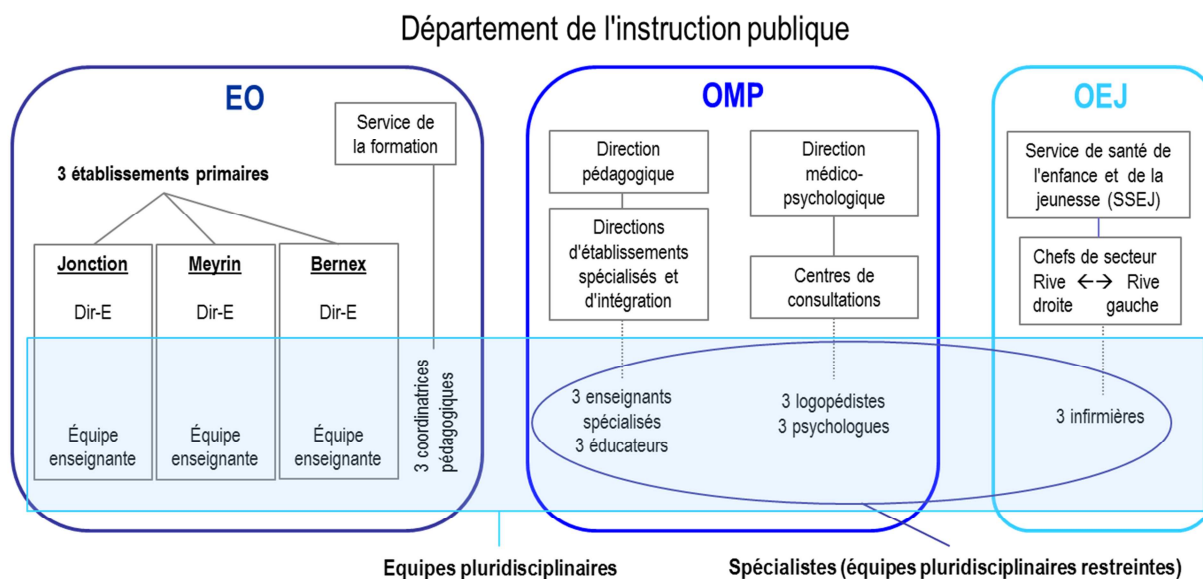 Département de l'instruction publique
EO
Service de
la formation
3 établissements primaires
Jonction
Dir-E
Équipe
enseignante
Meyrin
Dir-E
Équipe
enseignante
Bernex
Dir-E
Équipe
enseignante
3 coordinatrices
pédagogiques
OMP
Direction
pédagogique
Directions
d'établissements
spécialisés et
d'intégration
3 enseignants
spécialisés
3 éducateurs
Direction
médico-
psychologique
Centres de
consultations
3 logopédistes
3 psychologues
OEJ
Service de santé de
l'enfance et de la
jeunesse (SSEJ)
Chefs de secteur
Rive ←→ Rive
droite gauche
3 infirmières
Equipes pluridisciplinaires
Spécialistes (équipes pluridisciplinaires restreintes)